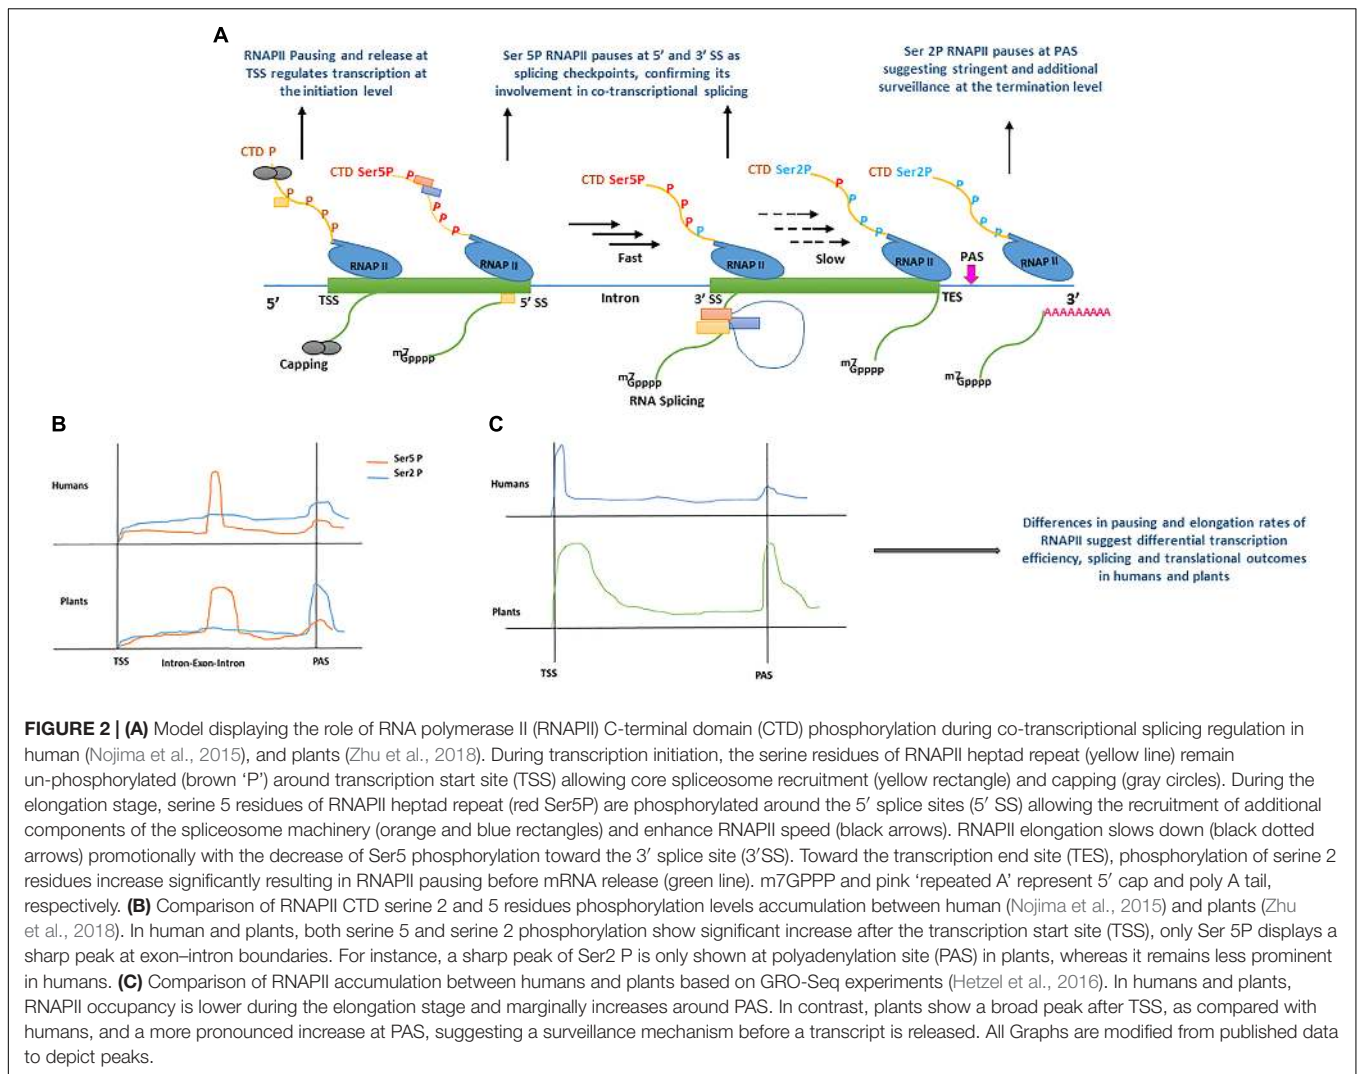 A
RNAPII Pausing and release at
TSS regulates transcription at
the initiation level
Ser 5P RNAPII pauses at 5' and 3' SS as
splicing checkpoints, confirming its
involvement in co-transcriptional splicing
Ser 2P RNAPII pauses at PAS
suggesting stringent and additional
surveillance at the termination level
CTD P
P
P
P
P
P
CTD Ser5P
P
P
P
P
CTD Ser5P
P
P
P
P
CTD Ser2P
P
P
P
P
CTD Ser2P
P
P
P
P
RNAP II
RNAP II
RNAP II
RNAP II
RNAP II
Fast
Slow
PAS
5'
TSS
5' SS
Intron
3' SS
TES
3'
AAAAAAAAA
Capping
m7Gpppp
m7Gpppp
RNA Splicing
m7Gpppp
m7Gpppp
B
Humans
Ser5 P
Ser2 P
Plants
TSS
Intron-Exon-Intron
PAS
C
Humans
Plants
TSS
PAS
Differences in pausing and elongation rates of
RNAPII suggest differential transcription
efficiency, splicing and translational outcomes
in humans and plants
FIGURE 2 | (A) Model displaying the role of RNA polymerase II (RNAPII) C-terminal domain (CTD) phosphorylation during co-transcriptional splicing regulation in
human (Nojima et al., 2015), and plants (Zhu et al., 2018). During transcription initiation, the serine residues of RNAPII heptad repeat (yellow line) remain
un-phosphorylated (brown 'P') around transcription start site (TSS) allowing core spliceosome recruitment (yellow rectangle) and capping (gray circles). During the
elongation stage, serine 5 residues of RNAPII heptad repeat (red Ser5P) are phosphorylated around the 5′ splice sites (5′ SS) allowing the recruitment of additional
components of the spliceosome machinery (orange and blue rectangles) and enhance RNAPII speed (black arrows). RNAPII elongation slows down (black dotted
arrows) promotionally with the decrease of Ser5 phosphorylation toward the 3′ splice site (3′SS). Toward the transcription end site (TES), phosphorylation of serine 2
residues increase significantly resulting in RNAPII pausing before mRNA release (green line). m7GPPP and pink 'repeated A' represent 5′ cap and poly A tail,
respectively. (B) Comparison of RNAPII CTD serine 2 and 5 residues phosphorylation levels accumulation between human (Nojima et al., 2015) and plants (Zhu
et al., 2018). In human and plants, both serine 5 and serine 2 phosphorylation show significant increase after the transcription start site (TSS), only Ser 5P displays a
sharp peak at exon–intron boundaries. For instance, a sharp peak of Ser2 P is only shown at polyadenylation site (PAS) in plants, whereas it remains less prominent
in humans. (C) Comparison of RNAPII accumulation between humans and plants based on GRO-Seq experiments (Hetzel et al., 2016). In humans and plants,
RNAPII occupancy is lower during the elongation stage and marginally increases around PAS. In contrast, plants show a broad peak after TSS, as compared with
humans, and a more pronounced increase at PAS, suggesting a surveillance mechanism before a transcript is released. All Graphs are modified from published data
to depict peaks.